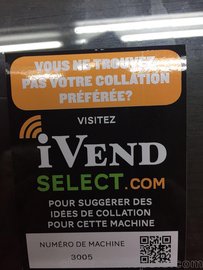 VOUS NE TROUVEZ
PAS VOTRE COLLATION
PRÉFÉRÉE?
VISITEZ
iVEND
SELECT.COM
POUR SUGGÉRER DES
IDÉES DE COLLATION
POUR CETTE MACHINE
NUMÉRO DE MACHINE
3005